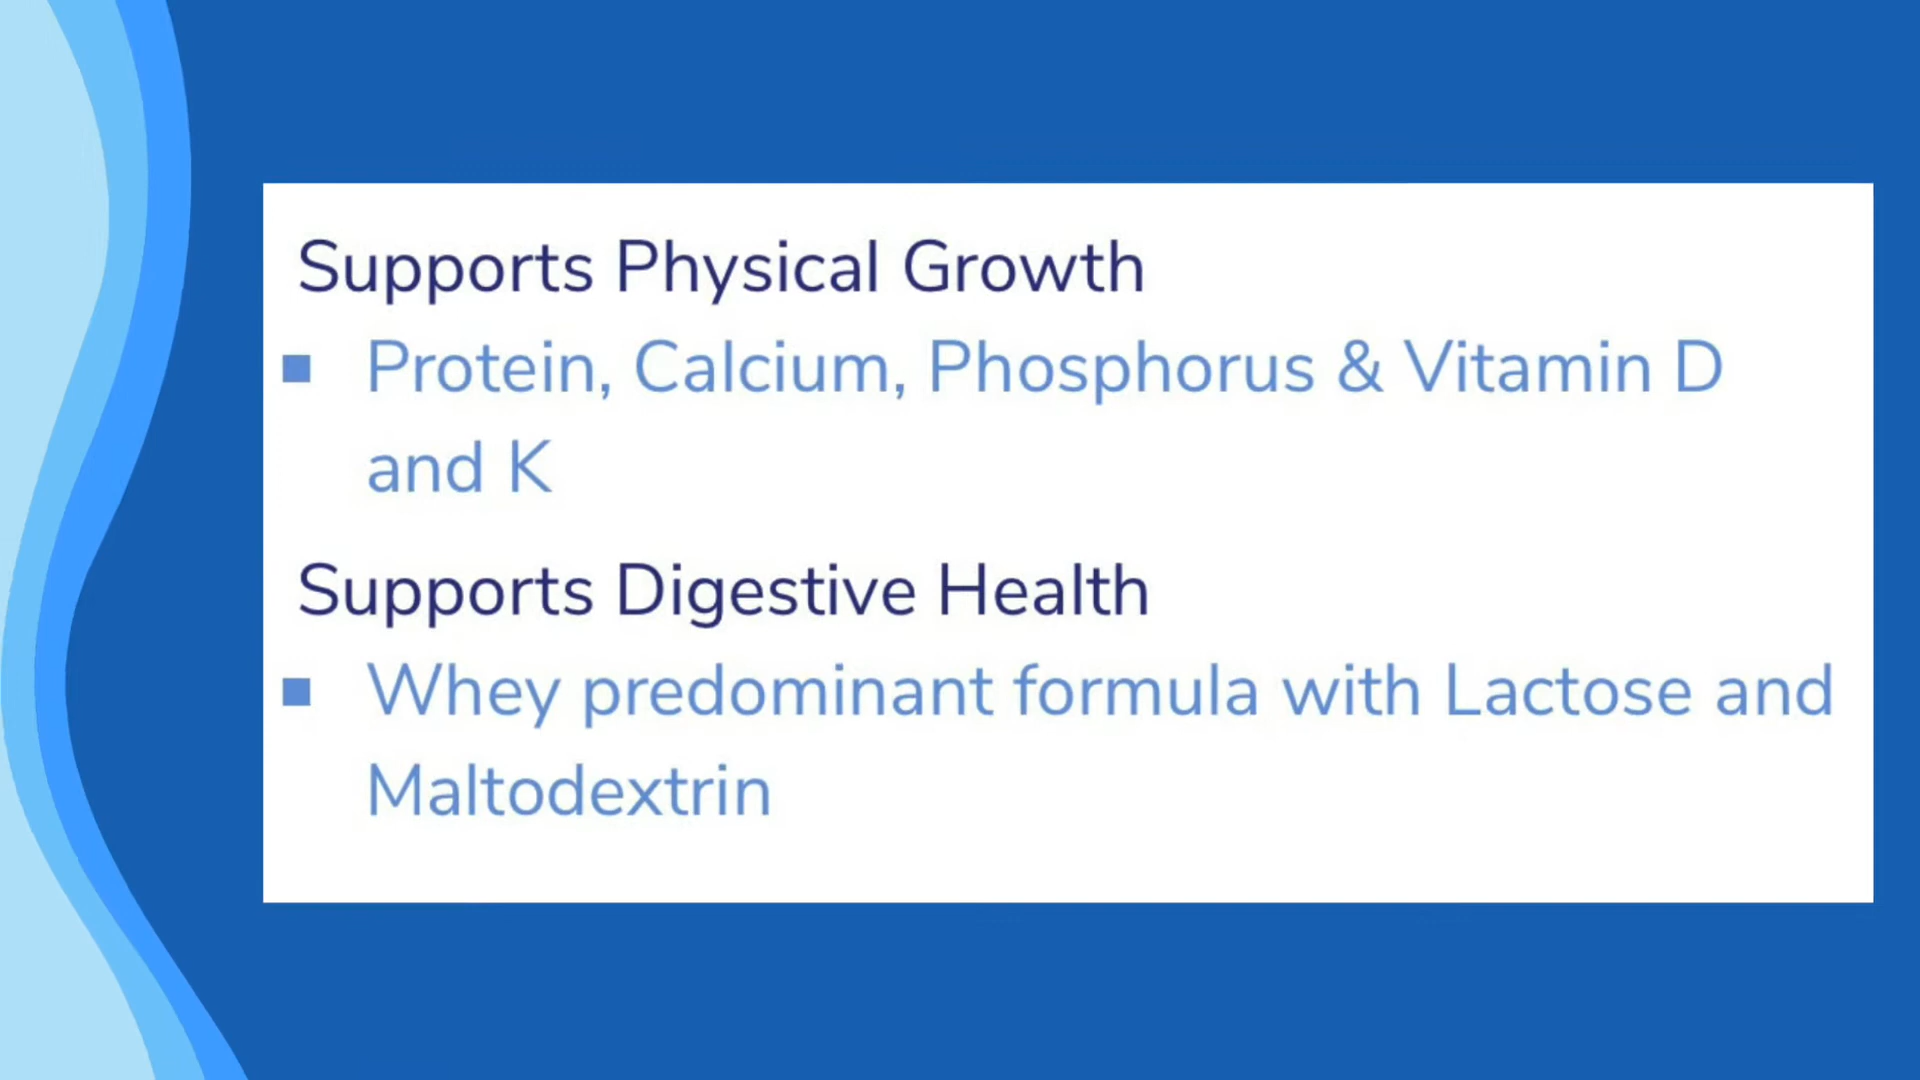 Supports Physical Growth
▪ Protein, Calcium, Phosphorus & Vitamin D
and K
Supports Digestive Health
▪ Whey predominant formula with Lactose and
Maltodextrin